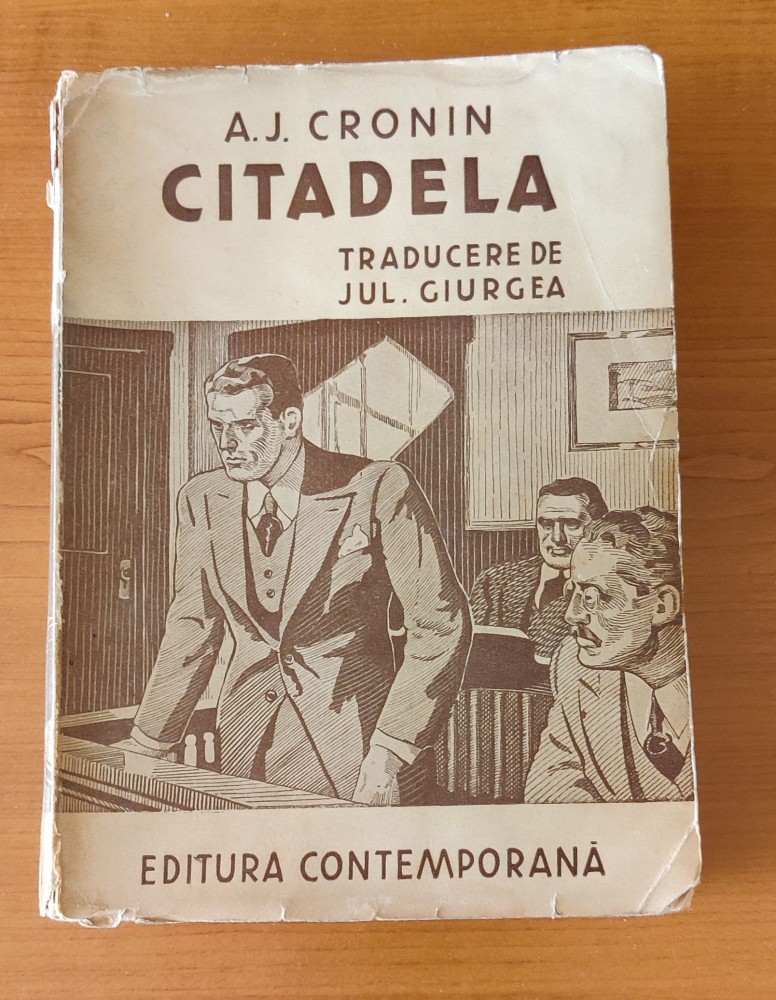 A.J. CRONIN
CITADELA
TRADUCERE DE
JUL. GIURGEA
EDITURA CONTEMPORANĂ